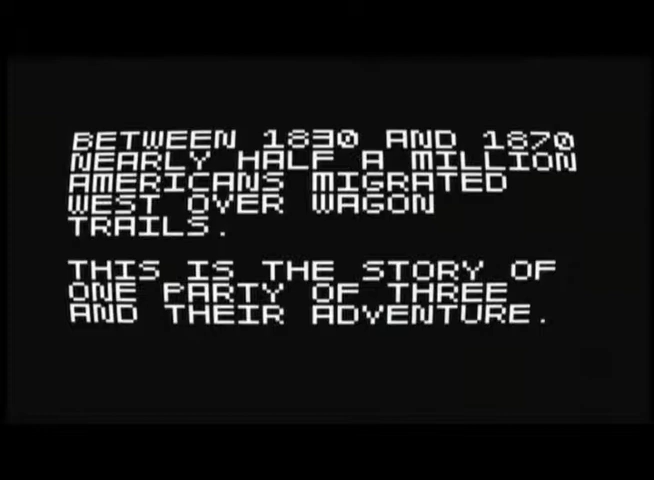 BETWEEN 1830 AND 1870
NEARLY HALF A MILLION
AMERICANS MIGRATED
WEST OVER WAGON
TRAILS.
THIS IS THE STORY OF
ONE PARTY OF THREE
AND THEIR ADVENTURE.